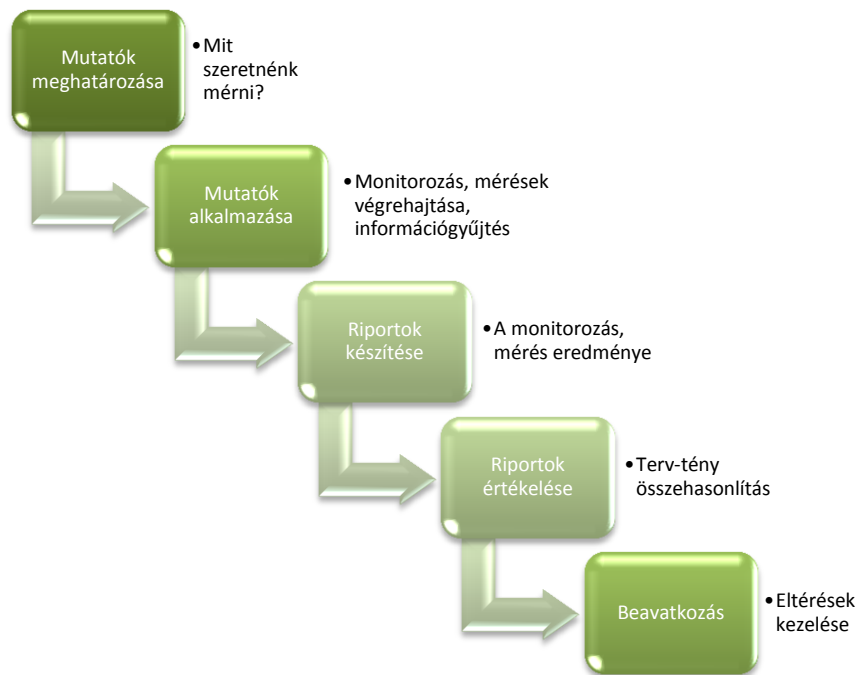 Mutatók
meghatározása
•Mit
szeretnénk
mérni?
Mutatók
alkalmazása
•Monitorozás, mérések
végrehajtása,
információgyűjtés
Riportok
készítése
•A monitorozás,
mérés eredménye
Riportok
értékelése
•Terv-tény
összehasonlítás
Beavatkozás
•Eltérések
kezelése